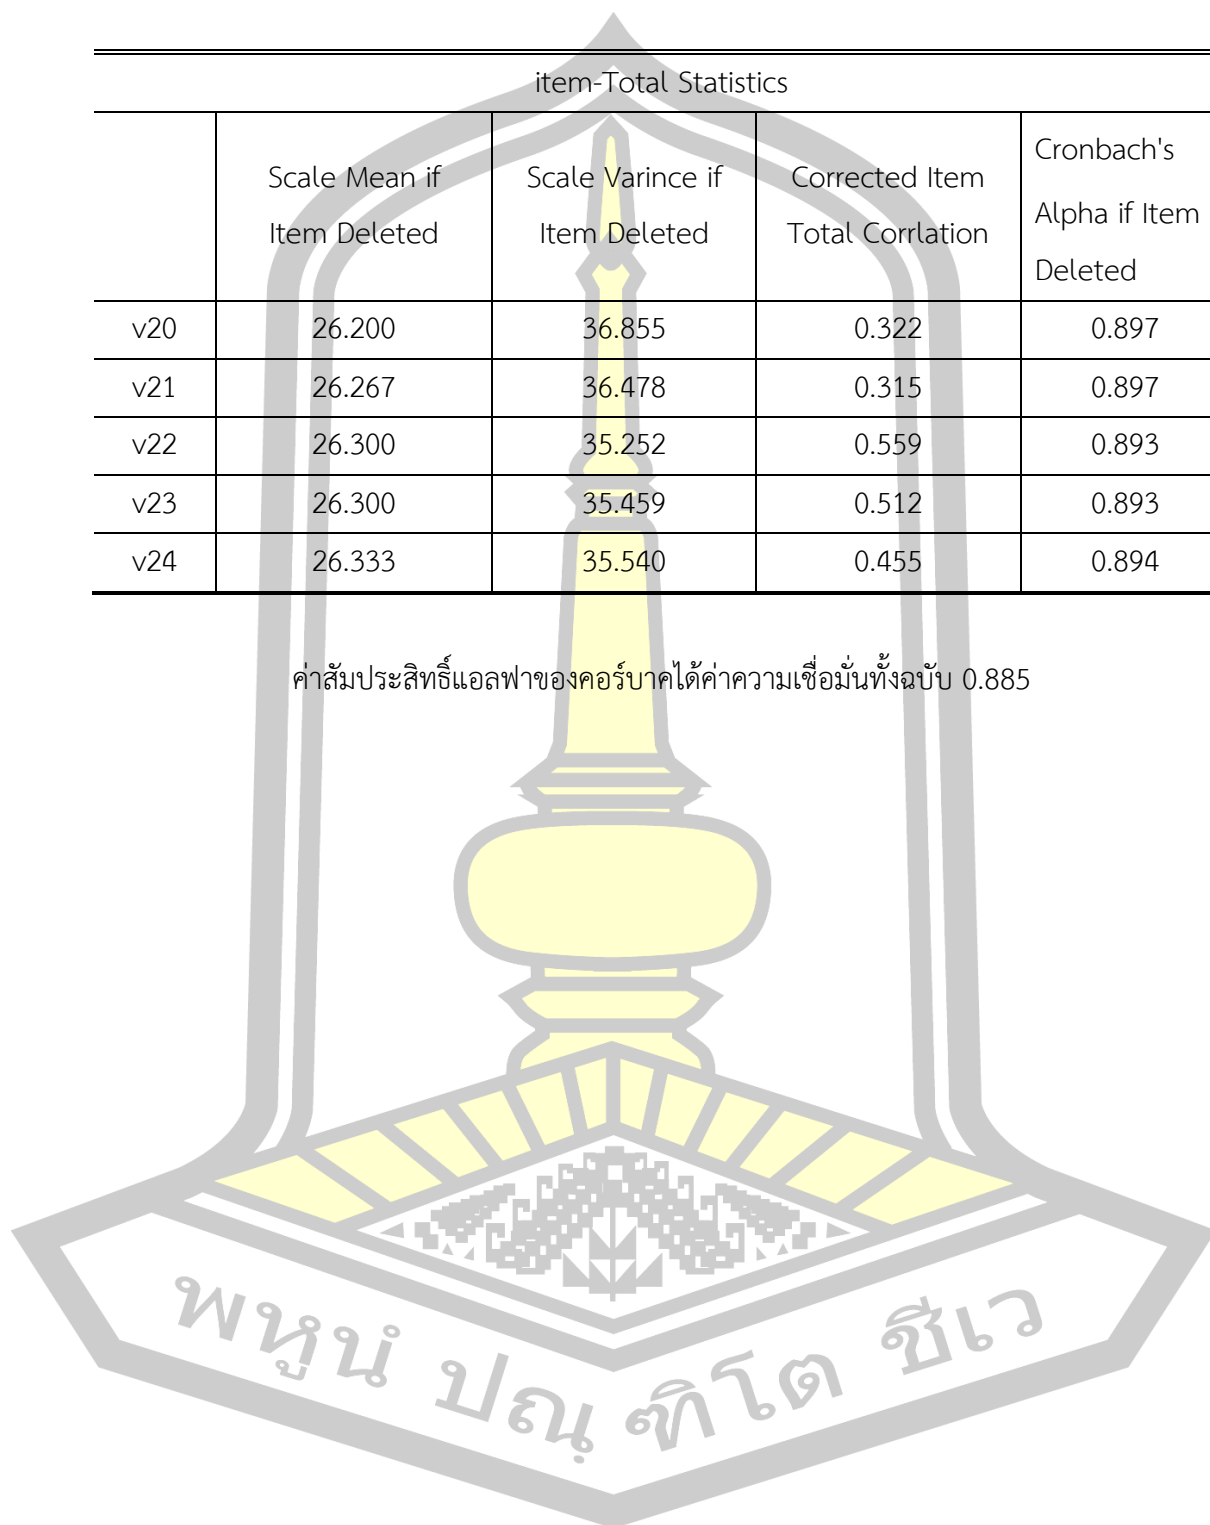 item-Total Statistics
Scale Mean if Item Deleted
Scale Varince if Item Deleted
Corrected Item Total Corrlation
Cronbach's Alpha if Item Deleted
v20 26.200 36.855 0.322 0.897
v21 26.267 36.478 0.315 0.897
v22 26.300 35.252 0.559 0.893
v23 26.300 35.459 0.512 0.893
v24 26.333 35.540 0.455 0.894
ค่าสัมประสิทธิ์แอลฟาของคอร์บาคได้ค่าความเชื่อมั่นทั้งฉบับ 0.885
พหูนํ ปณฺ ฑิโต ชีเว